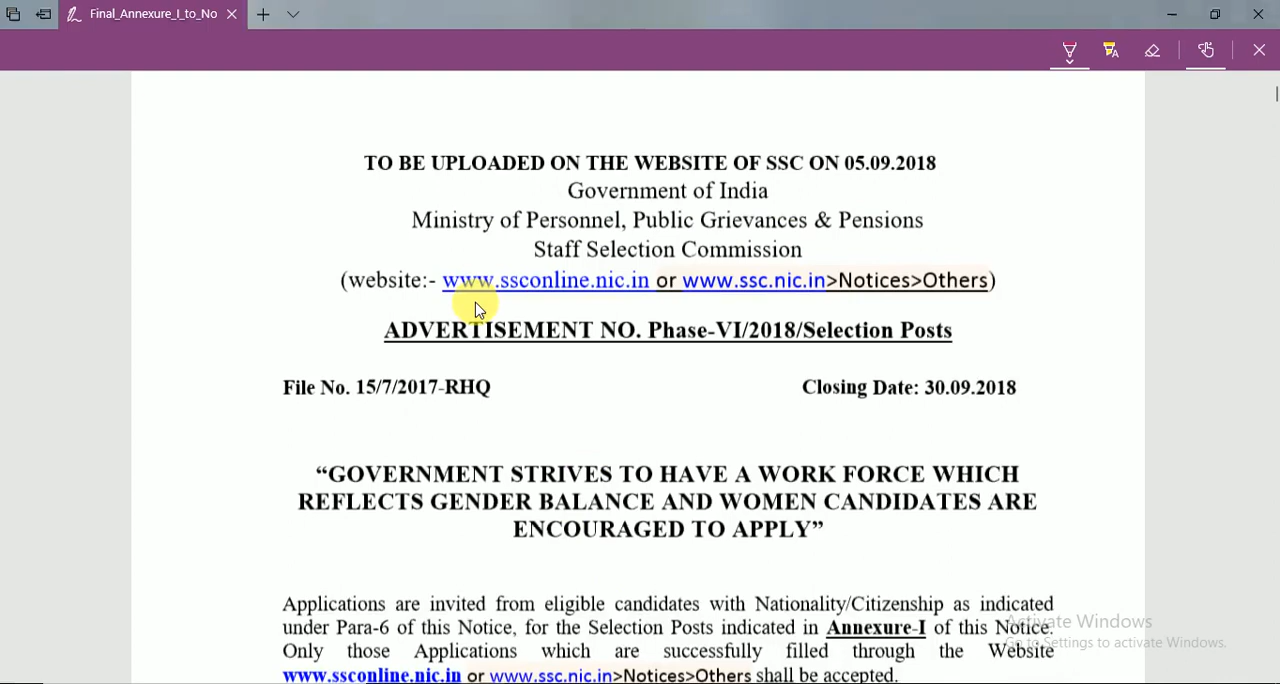 Final_Annexure_I_to_No
TO BE UPLOADED ON THE WEBSITE OF SSC ON 05.09.2018
Government of India
Ministry of Personnel, Public Grievances & Pensions
Staff Selection Commission
(website:- www.ssconline.nic.in or www.ssc.nic.in>Notices>Others)
ADVERTISEMENT NO. Phase-VI/2018/Selection Posts
File No. 15/7/2017-RHQ Closing Date: 30.09.2018
“GOVERNMENT STRIVES TO HAVE A WORK FORCE WHICH
REFLECTS GENDER BALANCE AND WOMEN CANDIDATES ARE
ENCOURAGED TO APPLY”
Applications are invited from eligible candidates with Nationality/Citizenship as indicated
under Para-6 of this Notice, for the Selection Posts indicated in Annexure-I of this Notice.
Only those Applications which are successfully filled through the Website
www.ssconline.nic.in or www.ssc.nic.in>Notices>Others shall be accepted.
Activate Windows
Go to Settings to activate Windows.